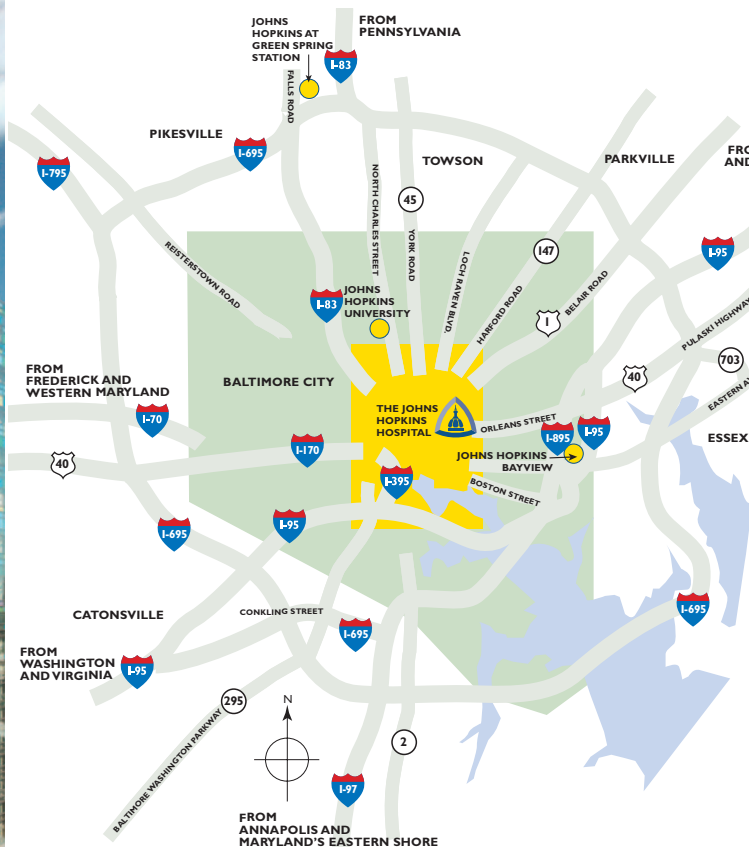 JOHNS
HOPKINS AT
GREEN SPRING
STATION
FROM
PENNSYLVANIA
I-83
FALLS ROAD
PIKESVILLE
I-695
TOWSON
PARKVILLE
I-795
45
NORTH CHARLES STREET
YORK ROAD
LOCH RAVEN BLVD.
147
HARFORD ROAD
BELAIR ROAD
I-95
REISTERSTOWN ROAD
I-83
JOHNS
HOPKINS
UNIVERSITY
1
PULASKI HIGHWAY
703
40
FROM
FREDERICK AND
WESTERN MARYLAND
BALTIMORE CITY
I-70
THE JOHNS
HOPKINS
HOSPITAL
ORLEANS STREET
EASTERN
I-895
I-95
ESSEX
40
I-170
JOHNS HOPKINS
BAYVIEW
I-395
BOSTON STREET
I-95
I-695
CATONSVILLE
CONKLING STREET
I-695
I-695
FROM
WASHINGTON
AND VIRGINIA
I-95
295
BALTIMORE WASHINGTON PARKWAY
N
2
I-97
FROM
ANNAPOLIS AND
MARYLAND'S EASTERN SHORE